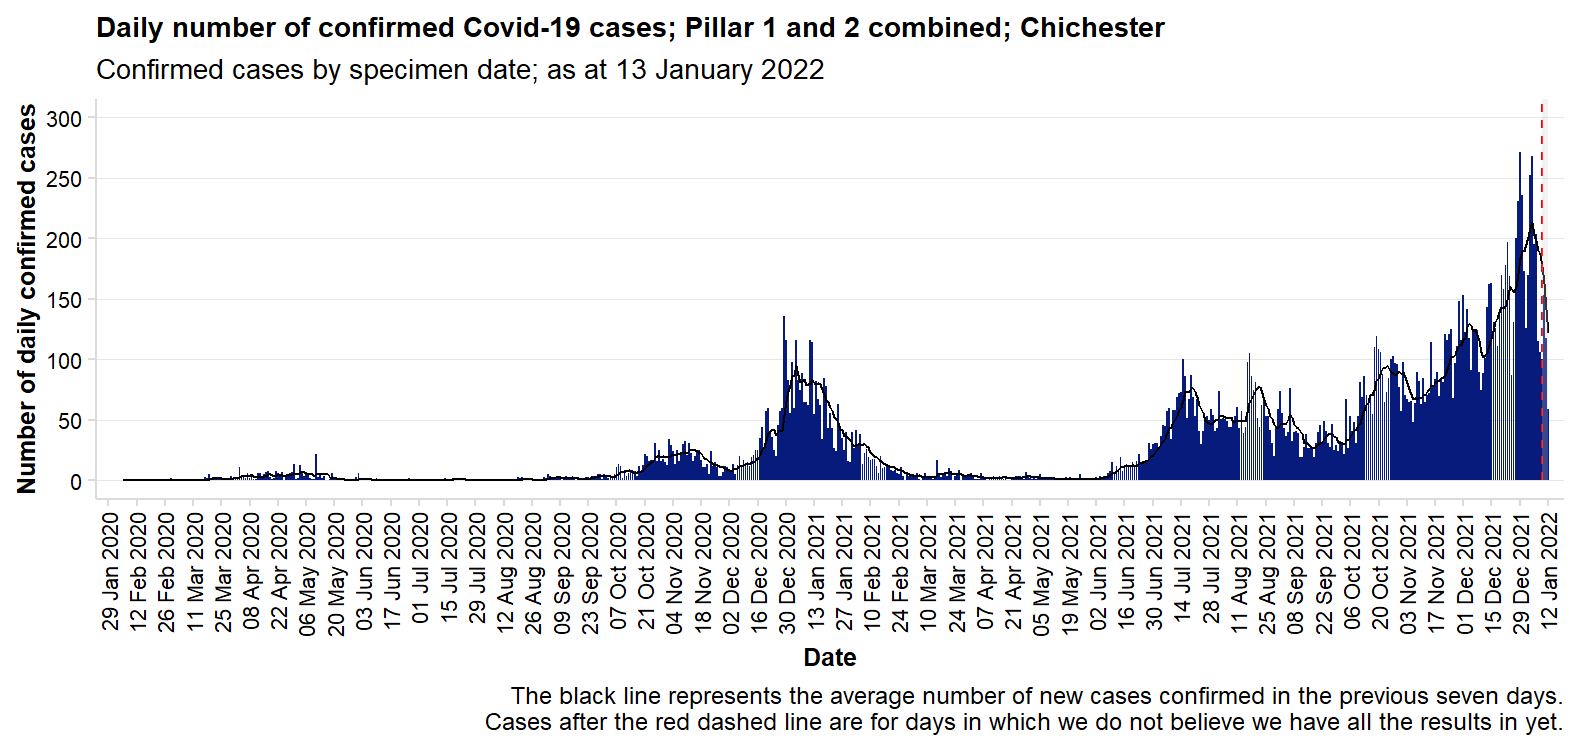 Daily number of confirmed Covid-19 cases; Pillar 1 and 2 combined; Chichester
Confirmed cases by specimen date; as at 13 January 2022
Number of daily confirmed cases
300
250
200
150
100
50
0
29 Jan 2020
12 Feb 2020
26 Feb 2020
11 Mar 2020
25 Mar 2020
08 Apr 2020
22 Apr 2020
06 May 2020
20 May 2020
03 Jun 2020
17 Jun 2020
01 Jul 2020
15 Jul 2020
29 Jul 2020
12 Aug 2020
26 Aug 2020
09 Sep 2020
23 Sep 2020
07 Oct 2020
21 Oct 2020
04 Nov 2020
18 Nov 2020
02 Dec 2020
16 Dec 2020
30 Dec 2020
13 Jan 2021
27 Jan 2021
10 Feb 2021
24 Feb 2021
10 Mar 2021
24 Mar 2021
07 Apr 2021
21 Apr 2021
05 May 2021
19 May 2021
02 Jun 2021
16 Jun 2021
30 Jun 2021
14 Jul 2021
28 Jul 2021
11 Aug 2021
25 Aug 2021
08 Sep 2021
22 Sep 2021
06 Oct 2021
20 Oct 2021
03 Nov 2021
17 Nov 2021
01 Dec 2021
15 Dec 2021
29 Dec 2021
12 Jan 2022
Date
The black line represents the average number of new cases confirmed in the previous seven days.
Cases after the red dashed line are for days in which we do not believe we have all the results in yet.